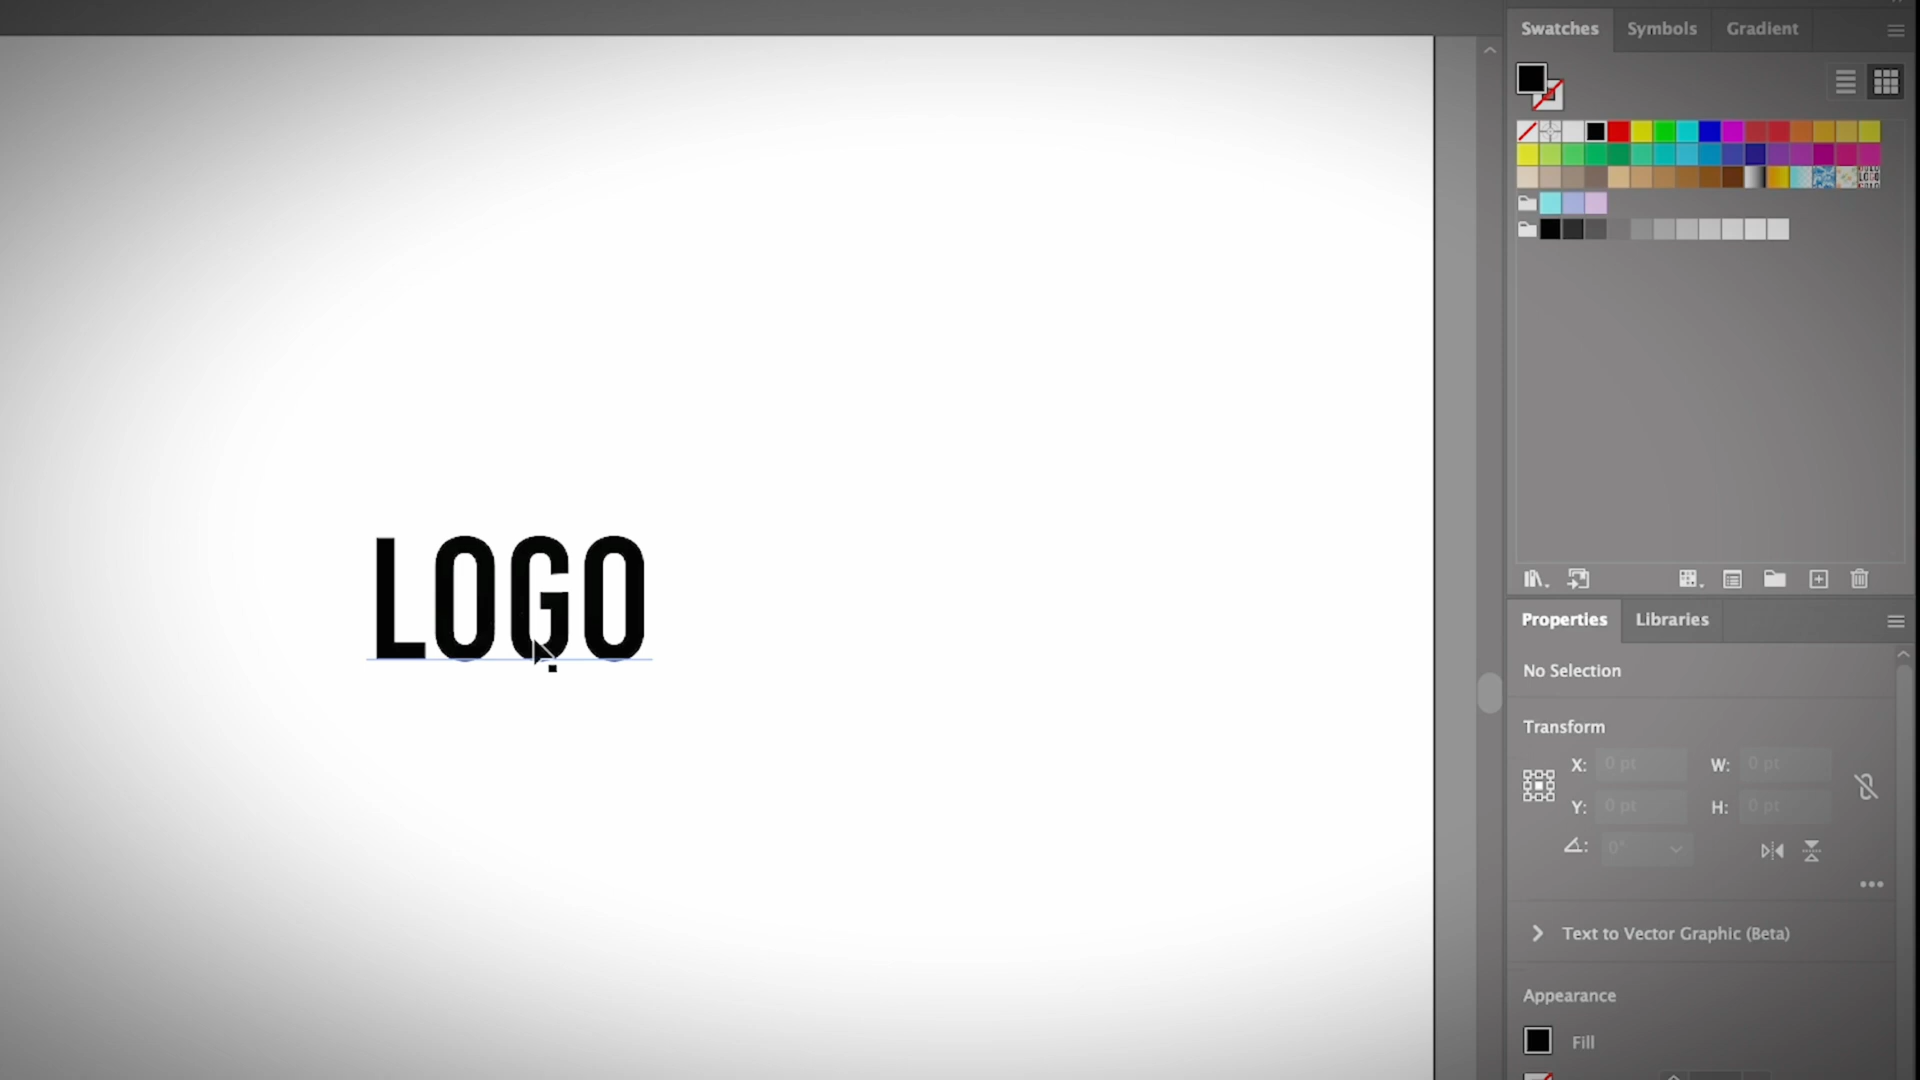 Swatches Symbols Gradient
LOGO
Properties Libraries
No Selection
Transform
X: 0 pt W: 0 pt
Y: 0 pt H: 0 pt
0°
Text to Vector Graphic (Beta)
Appearance
Fill